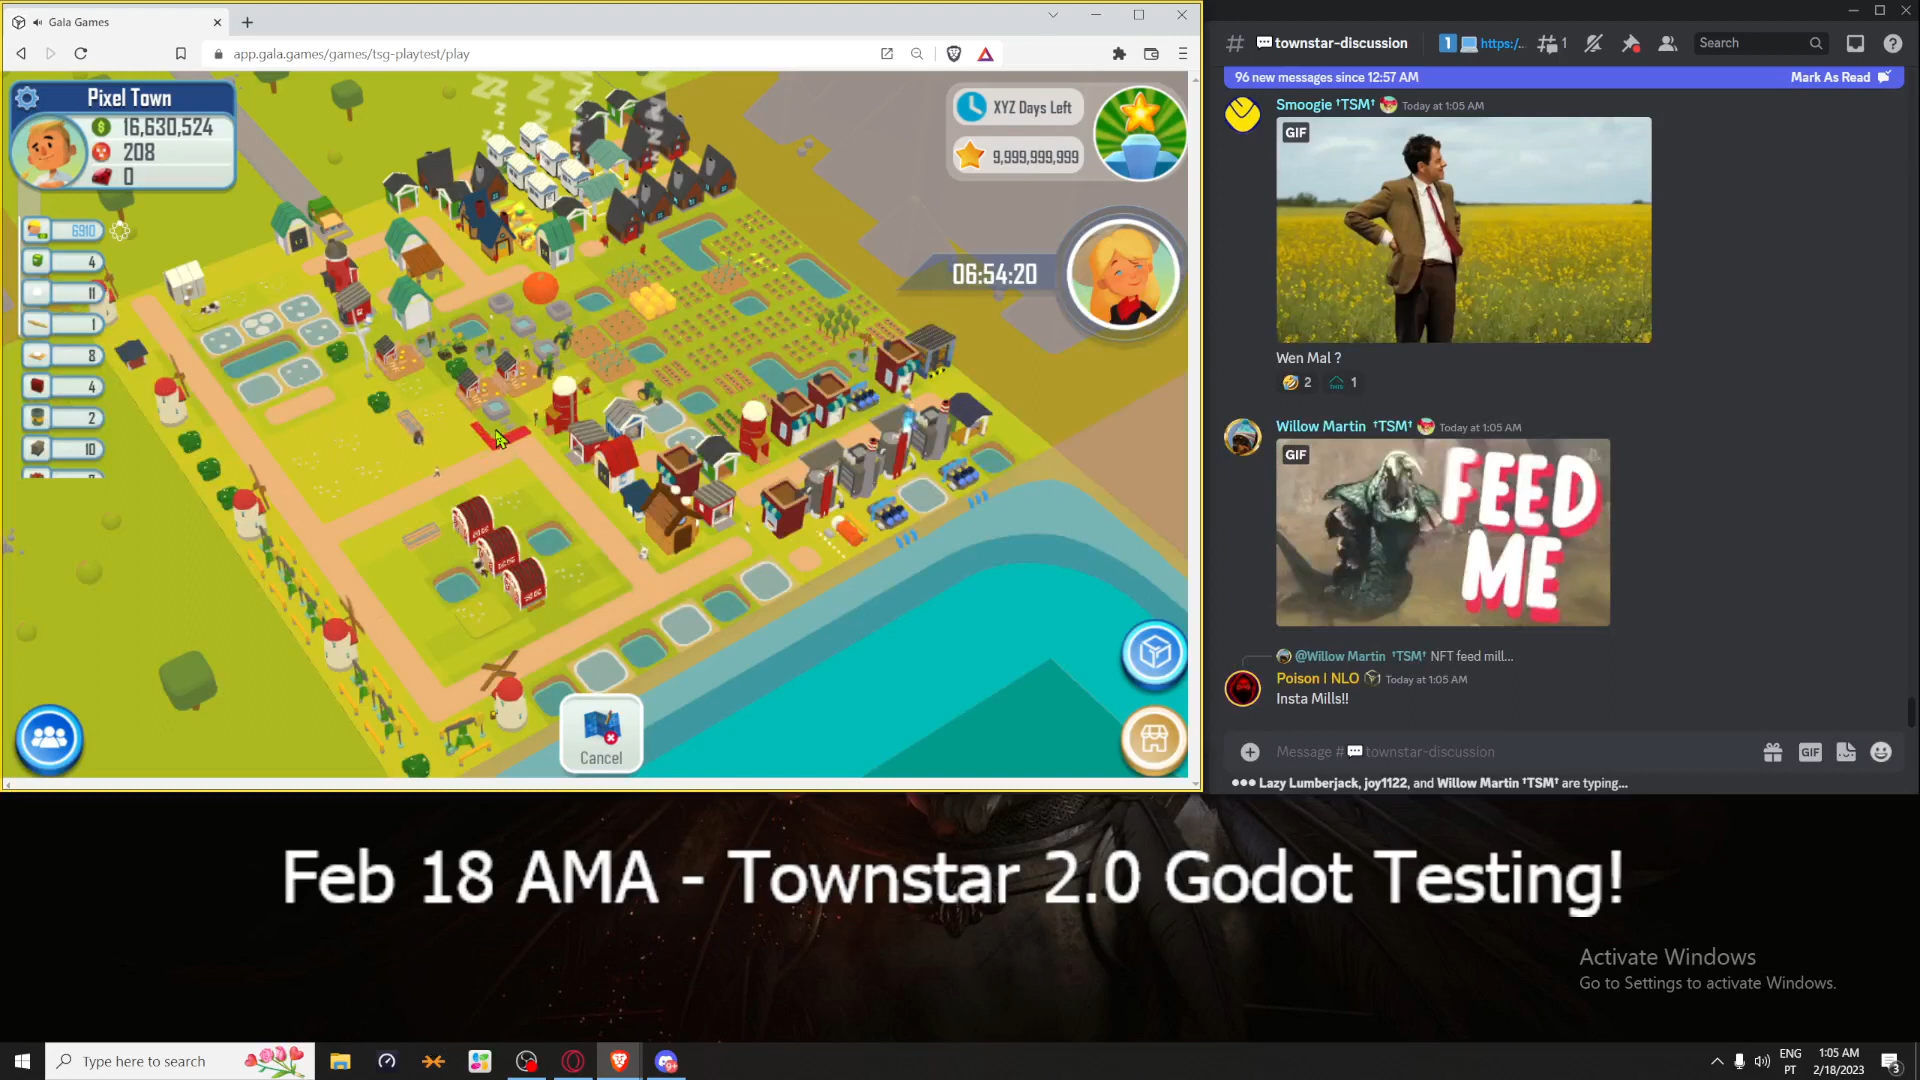 Gala Games
app.gala.games/games/tsg-playtest/play
Pixel Town
16,630,524
208
0
6910
4
11
1
8
4
2
10
XYZ Days Left
9,999,999,999
06:54:20
Cancel
townstar-discussion
1
https:/...
1
Search
96 new messages since 12:57 AM
Mark As Read
Smoogie †TSM† Today at 1:05 AM
GIF
Wen Mal ?
2
1
Willow Martin †TSM† Today at 1:05 AM
GIF
FEED
ME
@Willow Martin †TSM† NFT feed mill...
Poison | NLO Today at 1:05 AM
Insta Mills!!
Message # townstar-discussion
GIF
Lazy Lumberjack, joy1122, and Willow Martin †TSM† are typing...
Feb 18 AMA - Townstar 2.0 Godot Testing!
Activate Windows
Go to Settings to activate Windows.
Type here to search
9+
ENG
PT
1:05 AM
2/18/2023
3